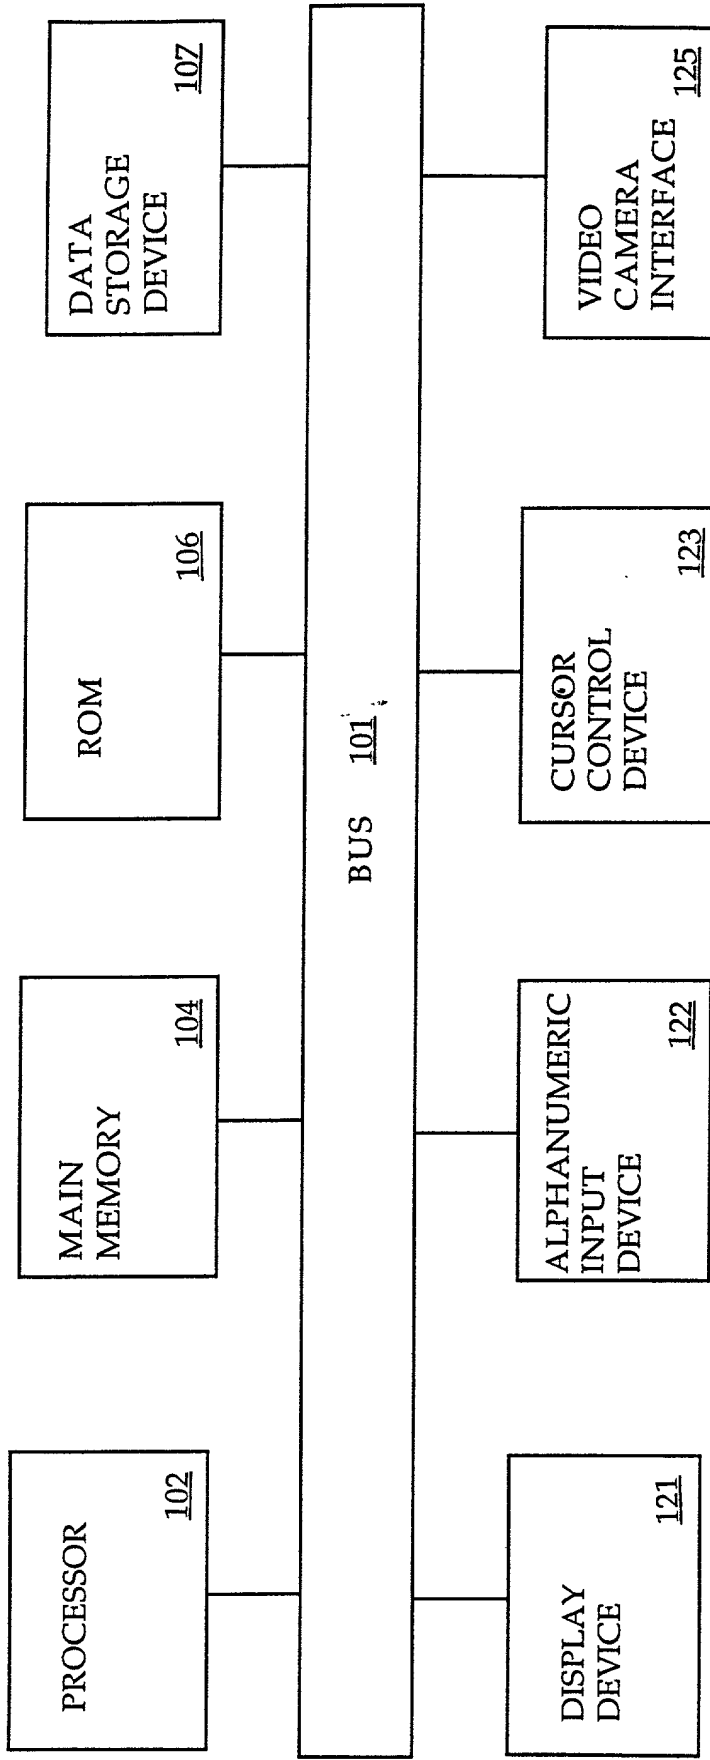 PROCESSOR
102
MAIN
MEMORY
104
ROM
106
DATA
STORAGE
DEVICE
107
BUS 101
DISPLAY
DEVICE
121
ALPHANUMERIC
INPUT
DEVICE
122
CURSOR
CONTROL
DEVICE
123
VIDEO
CAMERA
INTERFACE
125